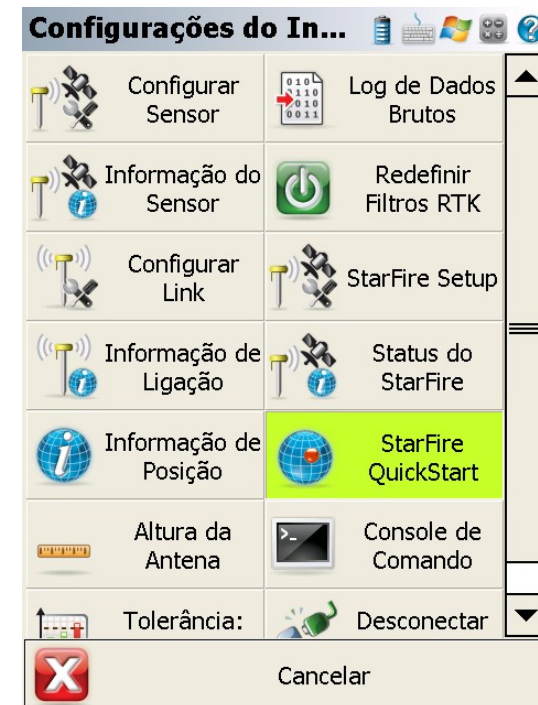 Configurações do In...
Configurar
Sensor
Log de Dados
Brutos
Informação do
Sensor
Redefinir
Filtros RTK
Configurar
Link
StarFire Setup
Informação de
Ligação
Status do
StarFire
Informação de
Posição
StarFire
QuickStart
Altura da
Antena
Console de
Comando
Tolerância:
Desconectar
Cancelar